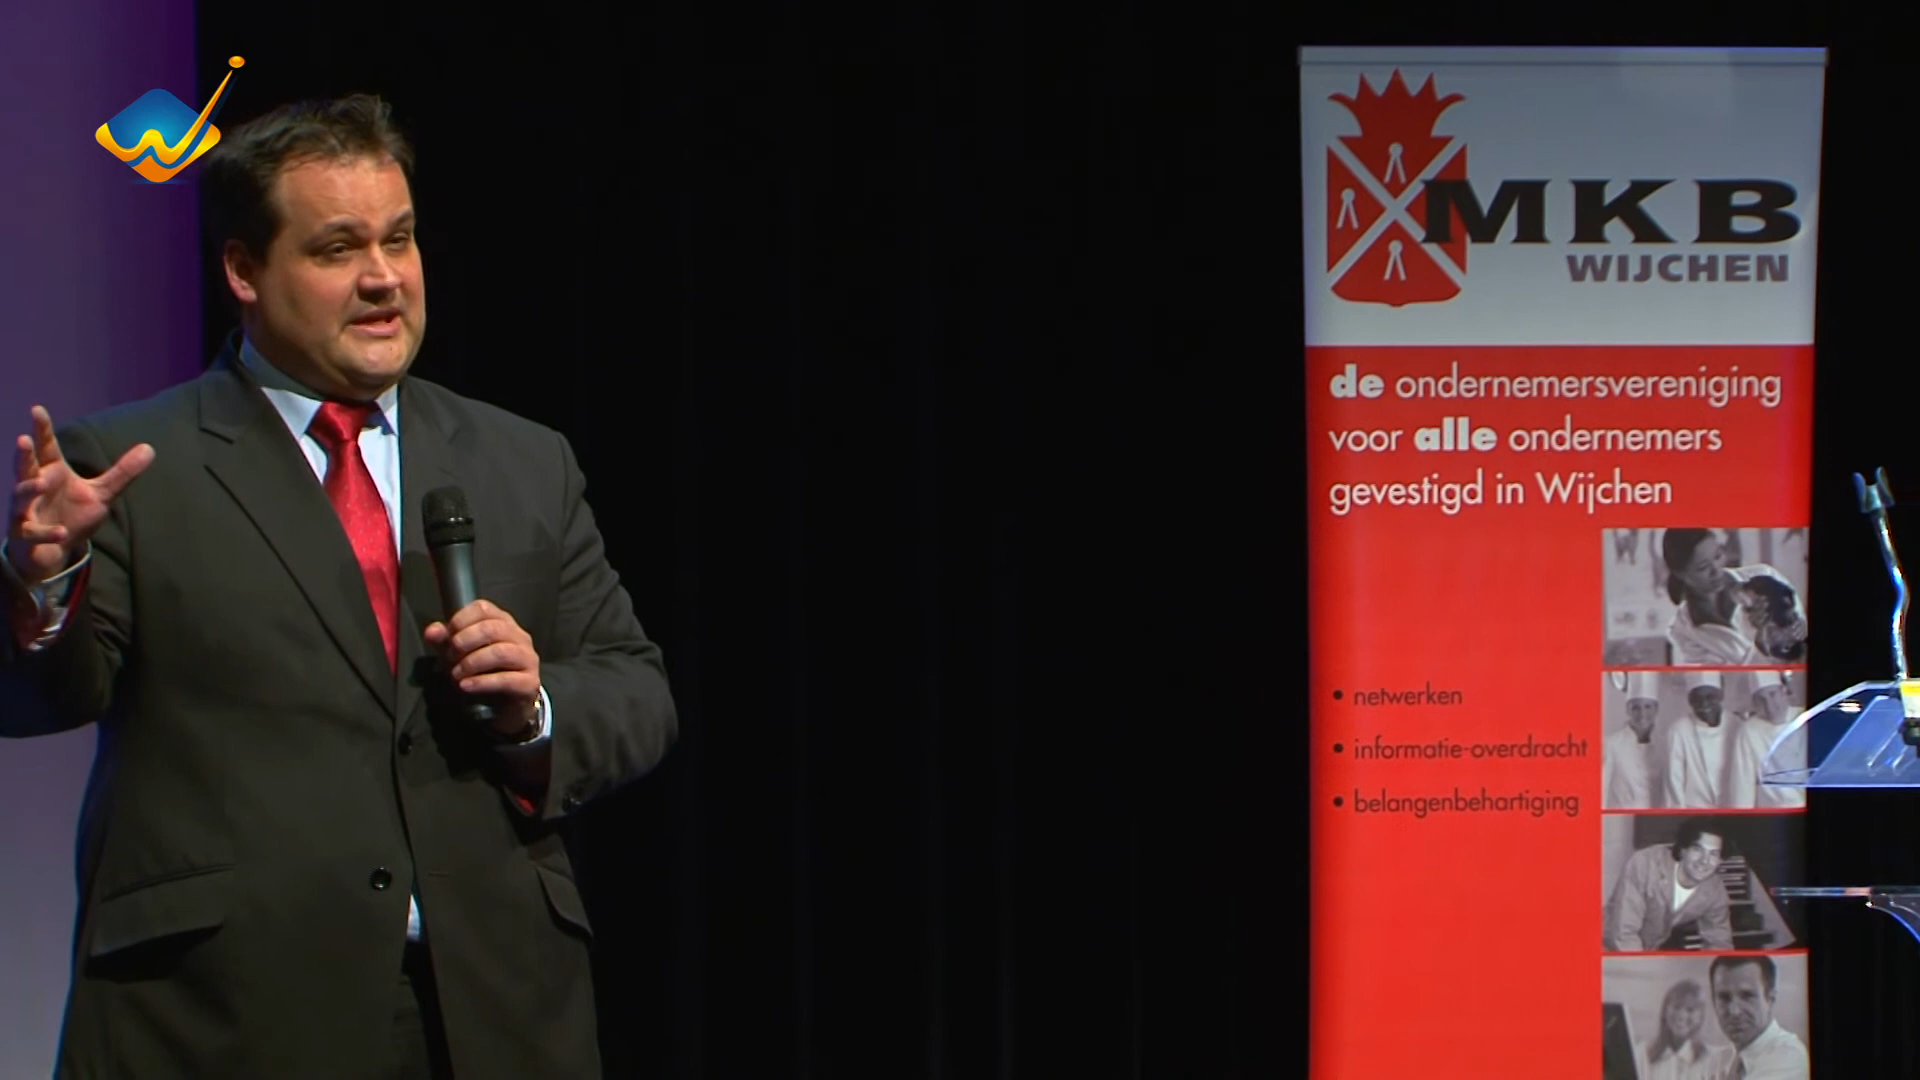 MKB
WIJCHEN
de ondernemersvereniging
voor alle ondernemers
gevestigd in Wijchen
• netwerken
• informatie-overdracht
• belangenbehartiging